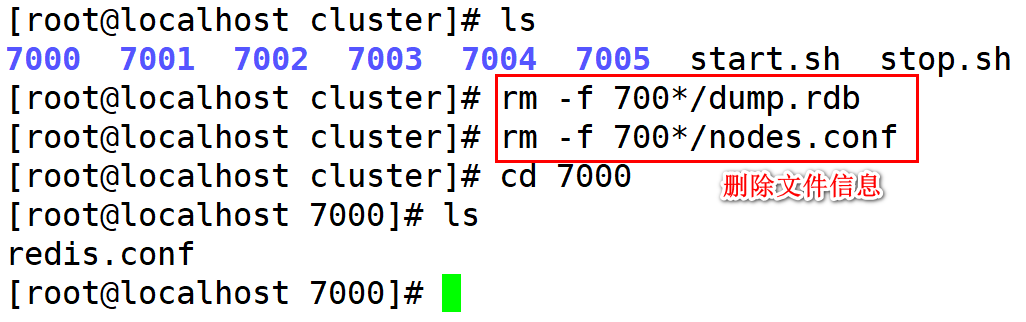 [root@localhost cluster]# ls
7000  7001  7002  7003  7004  7005  start.sh  stop.sh
[root@localhost cluster]# rm -f 700*/dump.rdb
[root@localhost cluster]# rm -f 700*/nodes.conf
[root@localhost cluster]# cd 7000
删除文件信息
[root@localhost 7000]# ls
redis.conf
[root@localhost 7000]#